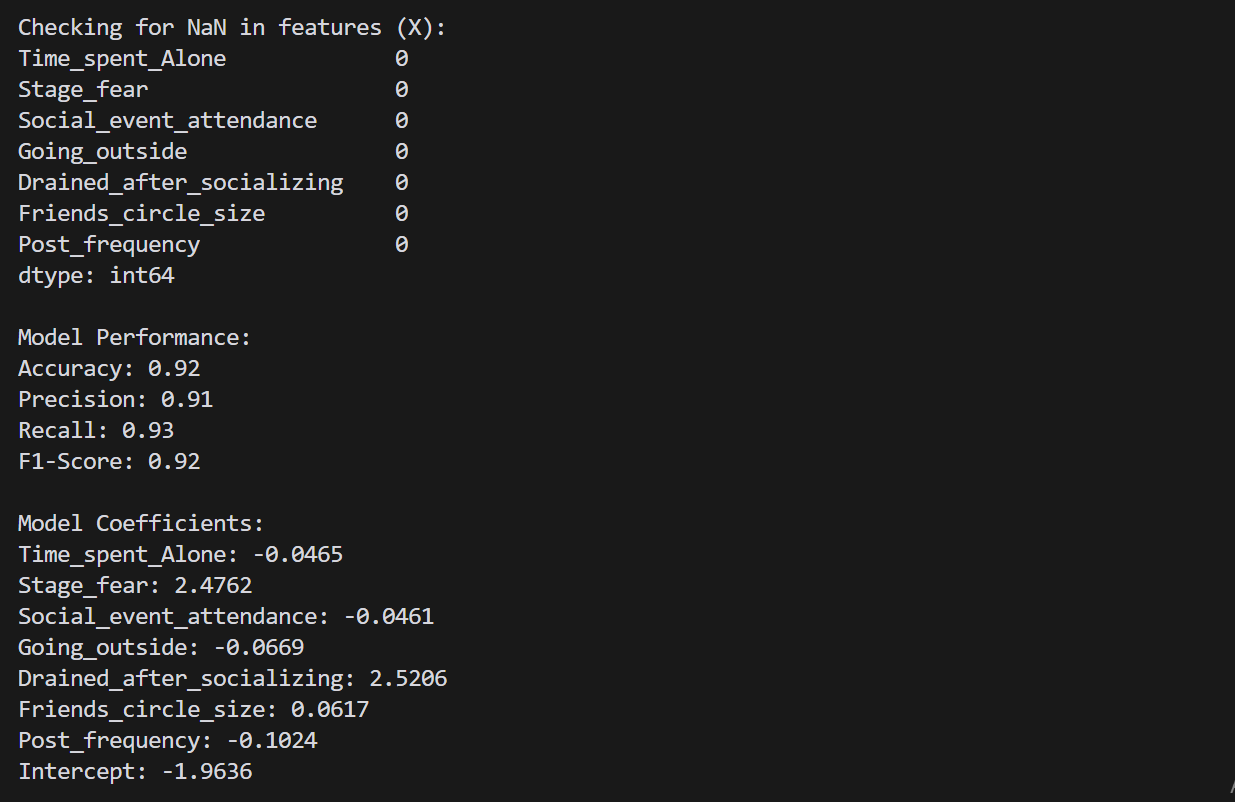 Checking for NaN in features (X):
Time_spent_Alone 0
Stage_fear 0
Social_event_attendance 0
Going_outside 0
Drained_after_socializing 0
Friends_circle_size 0
Post_frequency 0
dtype: int64
Model Performance:
Accuracy: 0.92
Precision: 0.91
Recall: 0.93
F1-Score: 0.92
Model Coefficients:
Time_spent_Alone: -0.0465
Stage_fear: 2.4762
Social_event_attendance: -0.0461
Going_outside: -0.0669
Drained_after_socializing: 2.5206
Friends_circle_size: 0.0617
Post_frequency: -0.1024
Intercept: -1.9636